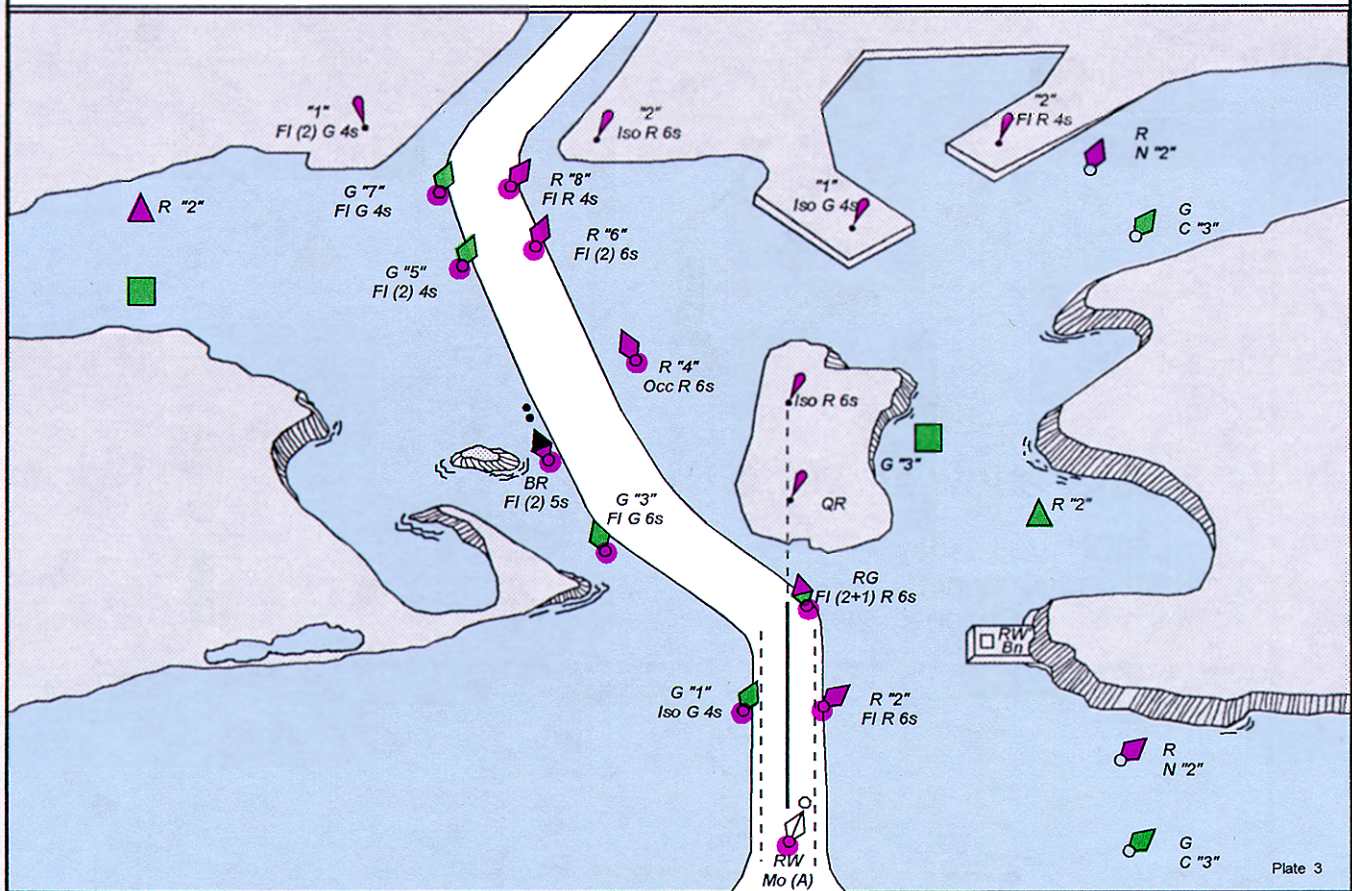 "1"
Fl (2) G 4s
"2"
Iso R 6s
"2"
Fl R 4s
R
N "2"
G "7"
Fl G 4s
R "8"
Fl R 4s
"1"
Iso G 4s
R "2"
G
C "3"
R "6"
Fl (2) 6s
G "5"
Fl (2) 4s
R "4"
Occ R 6s
Iso R 6s
G "3"
BR
Fl (2) 5s
G "3"
Fl G 6s
QR
R "2"
RG
Fl (2+1) R 6s
RW
Bn
G "1"
Iso G 4s
R "2"
Fl R 6s
R
N "2"
RW
Mo (A)
G
C "3"
Plate 3